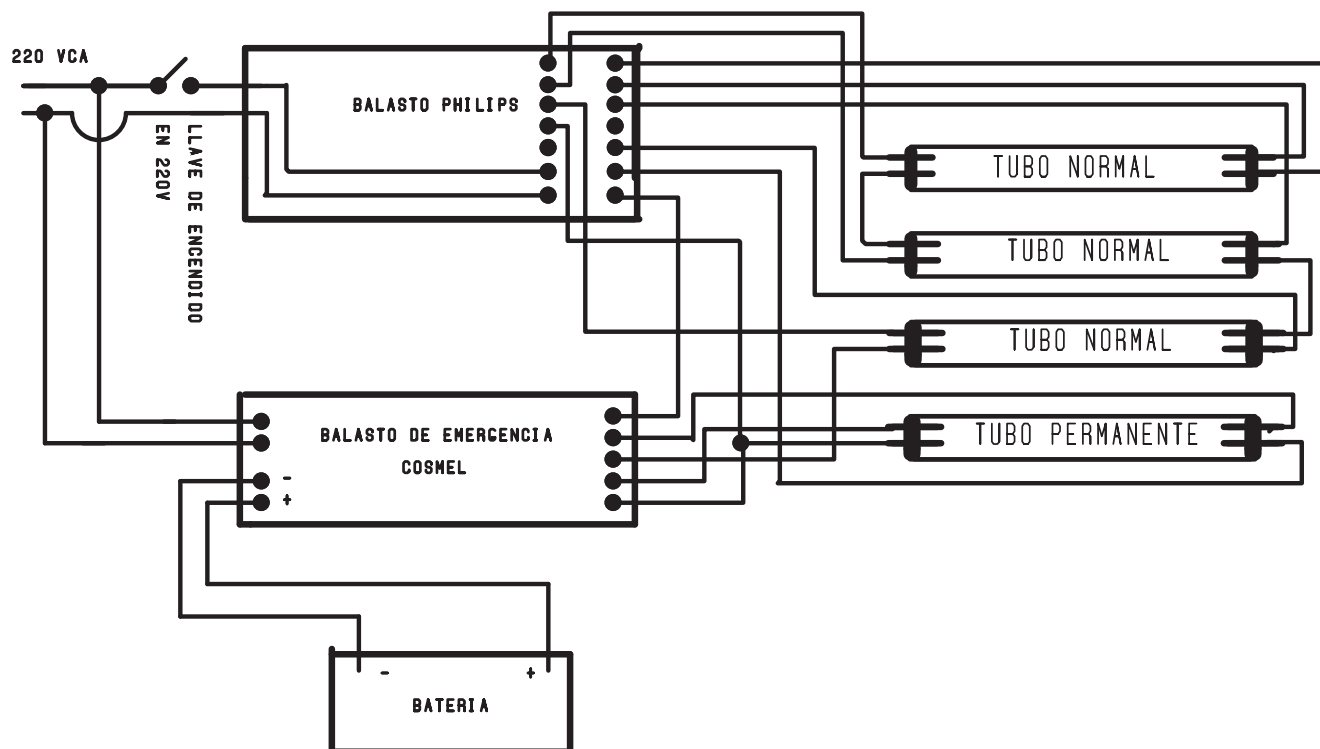 220 VCA
BALASTO PHILIPS
LLAVE DE ENCENDIDO
EN 220V
TUBO NORMAL
TUBO NORMAL
TUBO NORMAL
TUBO PERMANENTE
BALASTO DE EMERGENCIA
COSMEL
-
+
- +
BATERIA